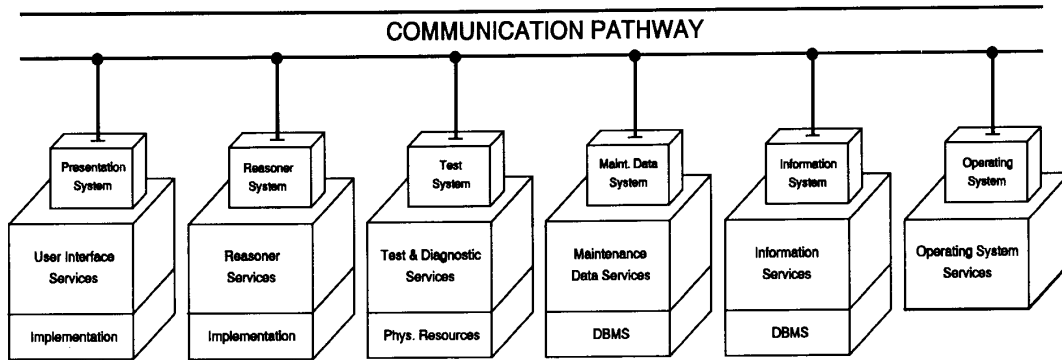 COMMUNICATION PATHWAY
Presentation
System
Reasoner
System
Test
System
Maint. Data
System
Information
System
Operating
System
User Interface
Services
Reasoner
Services
Test & Diagnostic
Services
Maintenance
Data Services
Information
Services
Operating System
Services
Implementation
Implementation
Phys. Resources
DBMS
DBMS